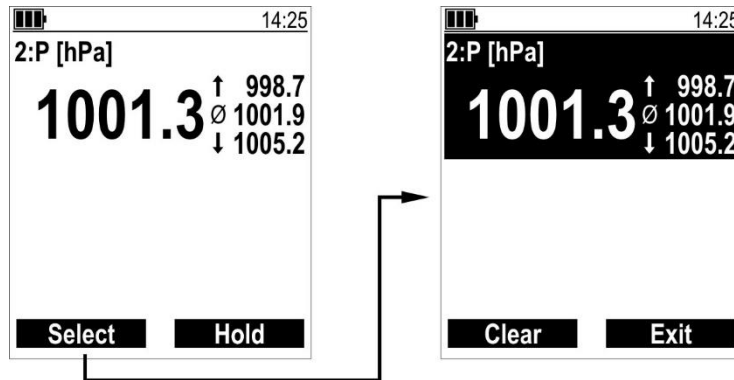 14:25
2:P [hPa]
1001.3
↑ 998.7
Ø 1001.9
↓ 1005.2
Select Hold
14:25
2:P [hPa]
1001.3
↑ 998.7
Ø 1001.9
↓ 1005.2
Clear Exit